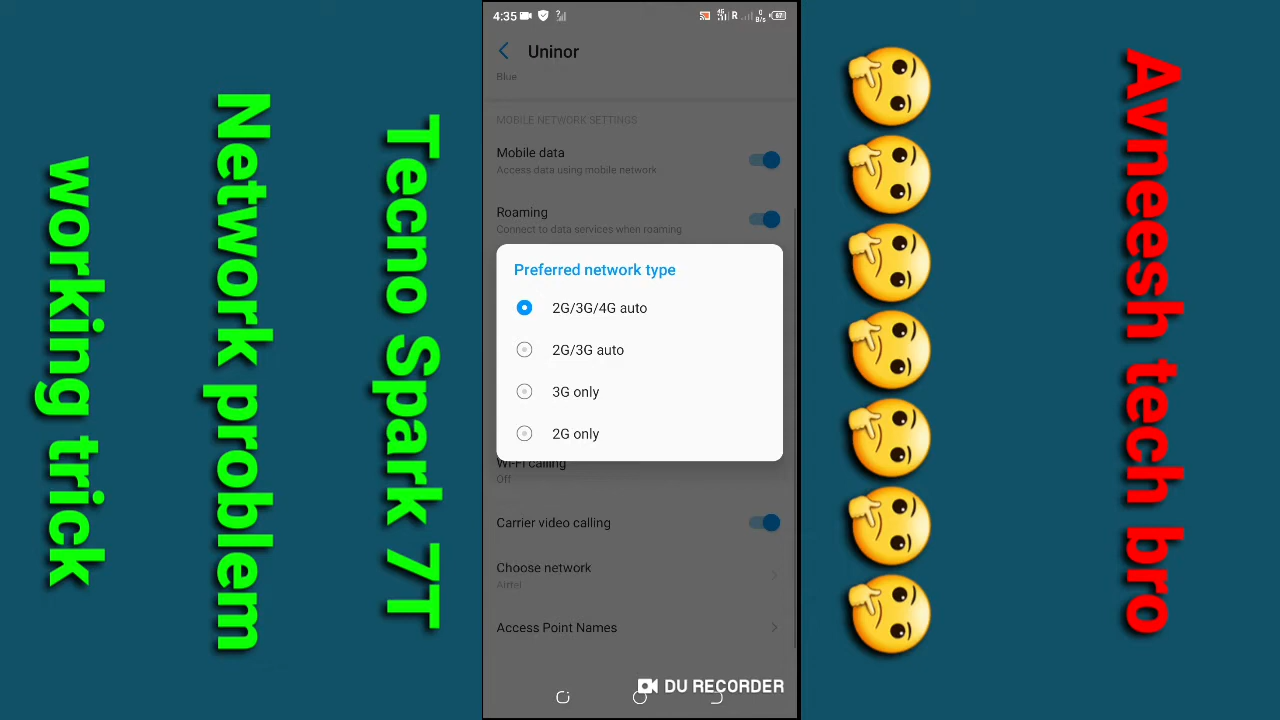 working trick
Network problem
Tecno Spark 7T
4:35
4G
R
0
B/s
67
Uninor
Blue
MOBILE NETWORK SETTINGS
Mobile data
Access data using mobile network
Roaming
Connect to data services when roaming
Preferred network type
2G/3G/4G auto
2G/3G auto
3G only
2G only
Wi-Fi calling
Off
Carrier video calling
Choose network
Airtel
Access Point Names
DU RECORDER
Avneesh tech bro